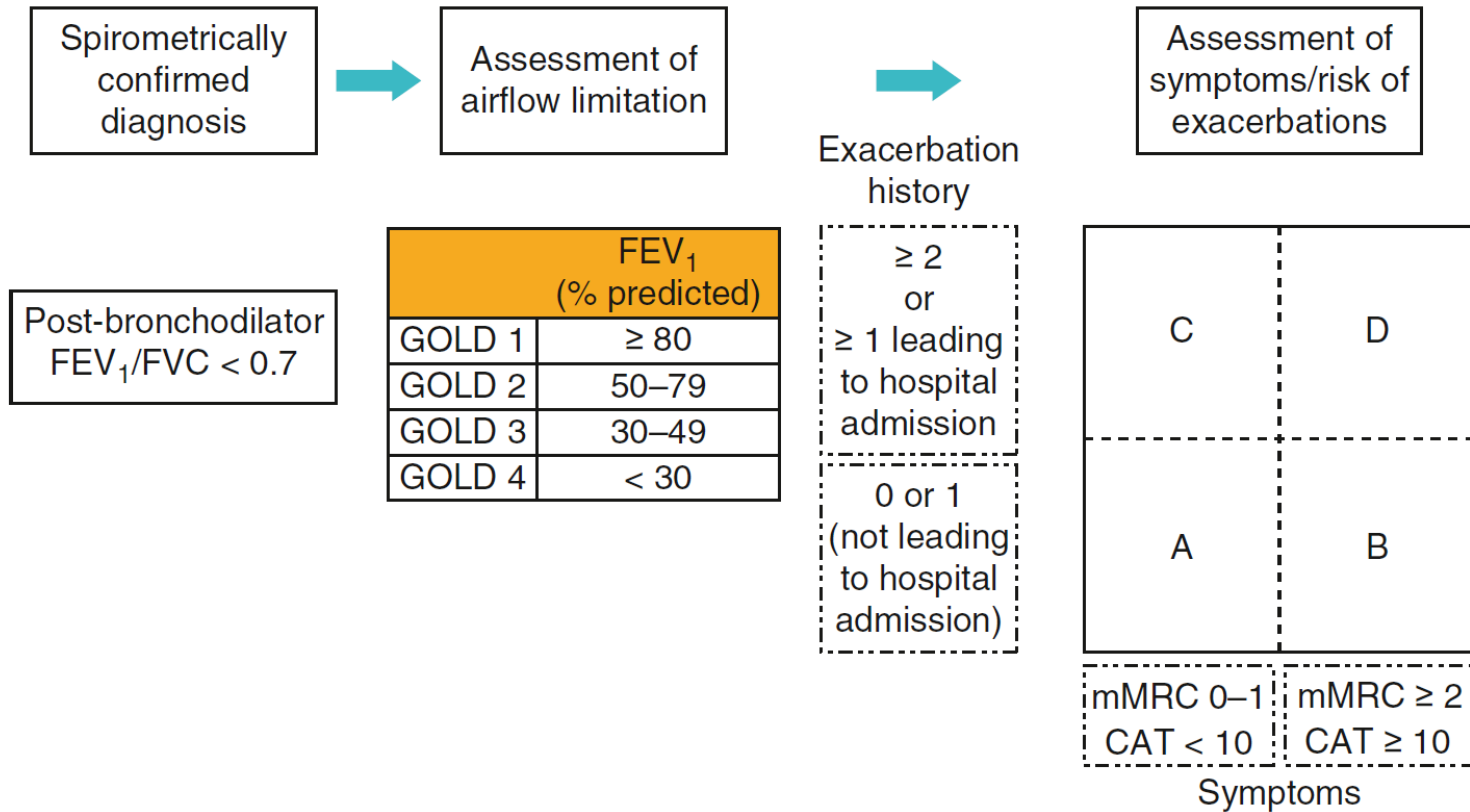 Spirometrically
confirmed
diagnosis
Assessment of
airflow limitation
Assessment of
symptoms/risk of
exacerbations
Post-bronchodilator
FEV₁/FVC < 0.7
FEV₁
(% predicted)
GOLD 1 ≥ 80
GOLD 2 50–79
GOLD 3 30–49
GOLD 4 < 30
Exacerbation
history
≥ 2
or
≥ 1 leading
to hospital
admission
0 or 1
(not leading
to hospital
admission)
C D
A B
mMRC 0–1
CAT < 10
mMRC ≥ 2
CAT ≥ 10
Symptoms